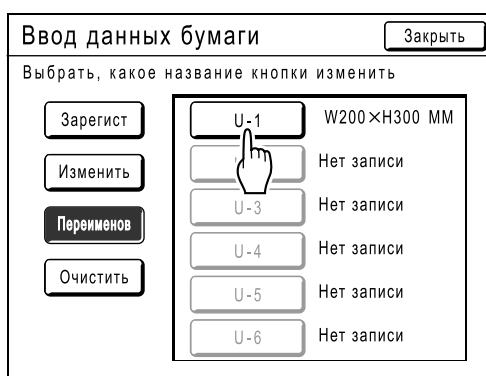 Ввод данных бумаги Закрыть
Выбрать, какое название кнопки изменить
Зарегист
Изменить
Переименов
Очистить
U-1 W200×H300 MM
Нет записи
U-3 Нет записи
U-4 Нет записи
U-5 Нет записи
U-6 Нет записи